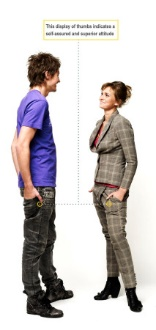 This display of thumbs indicates a
self-assured and superior attitude